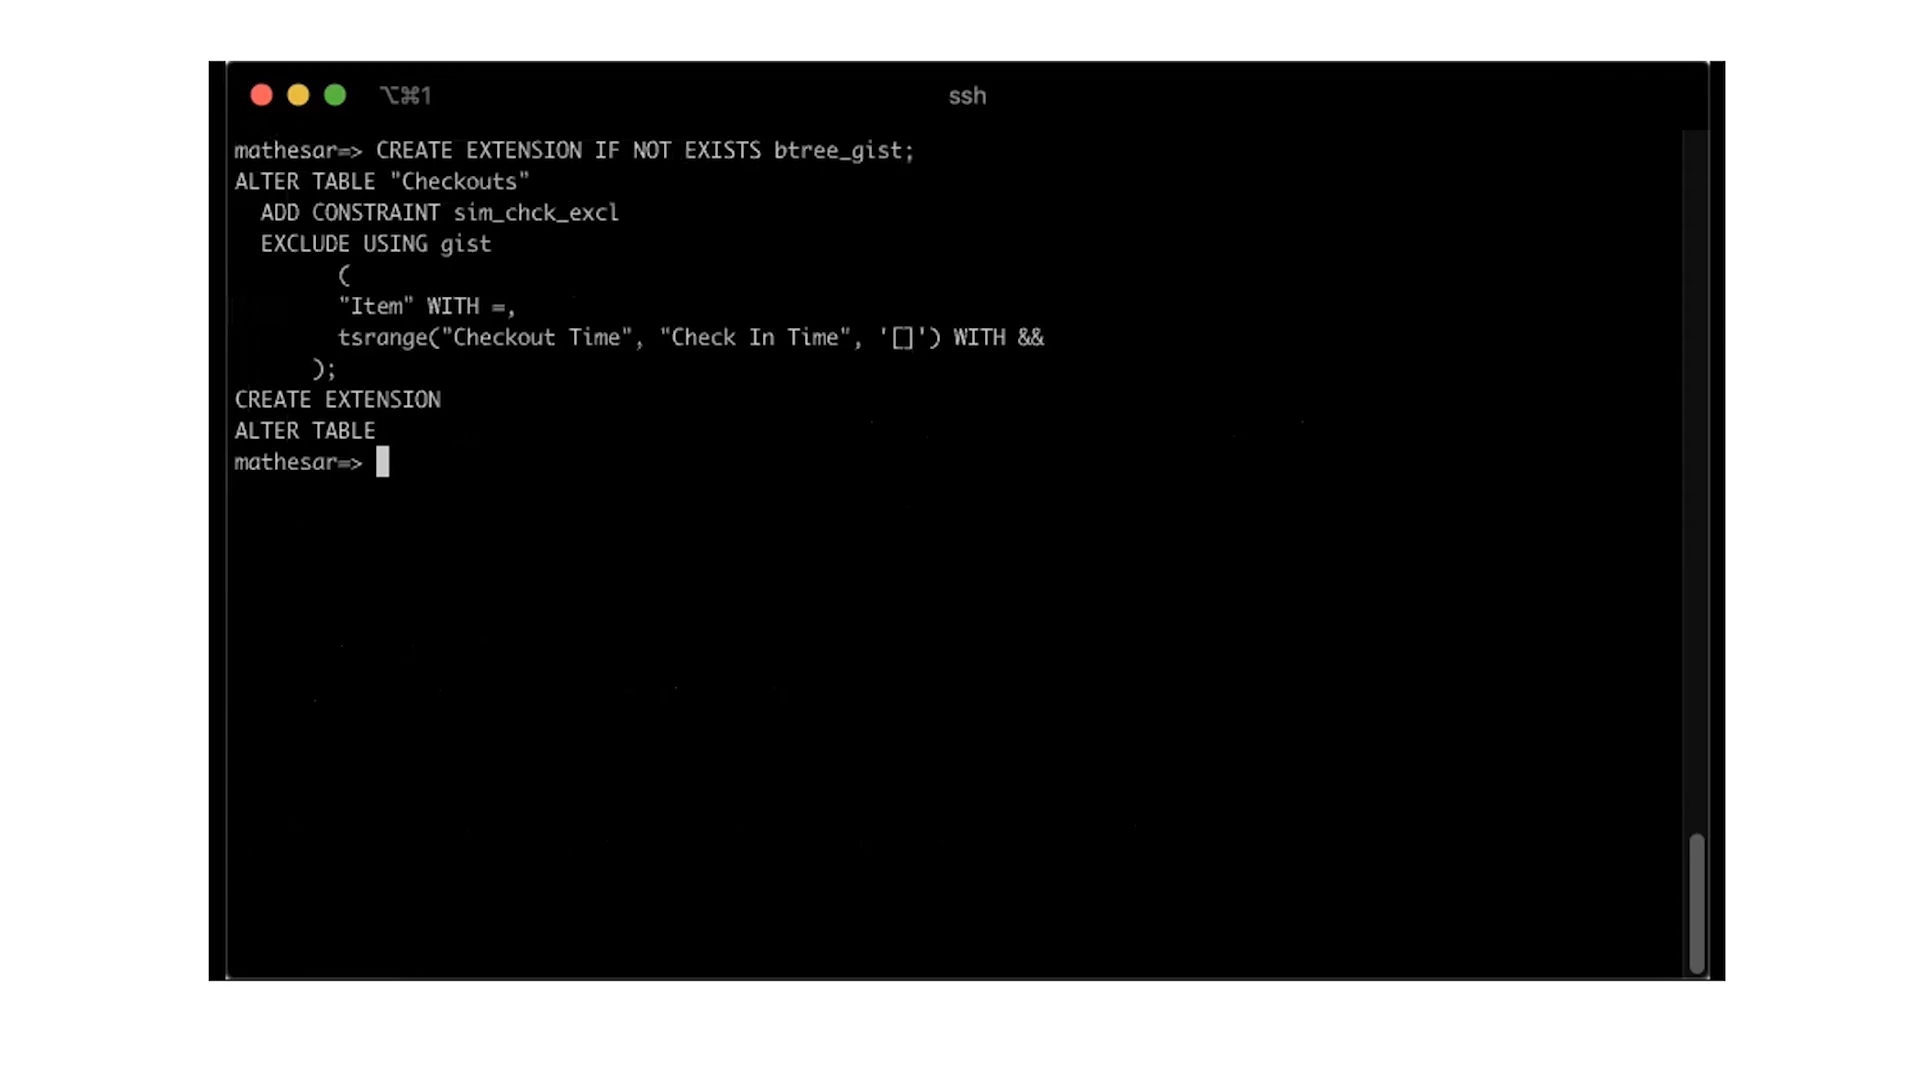 ⌥⌘1
ssh
mathesar=> CREATE EXTENSION IF NOT EXISTS btree_gist;
ALTER TABLE "Checkouts"
  ADD CONSTRAINT sim_chck_excl
  EXCLUDE USING gist
        (
        "Item" WITH =,
        tsrange("Checkout Time", "Check In Time", '[]') WITH &&
      );
CREATE EXTENSION
ALTER TABLE
mathesar=>